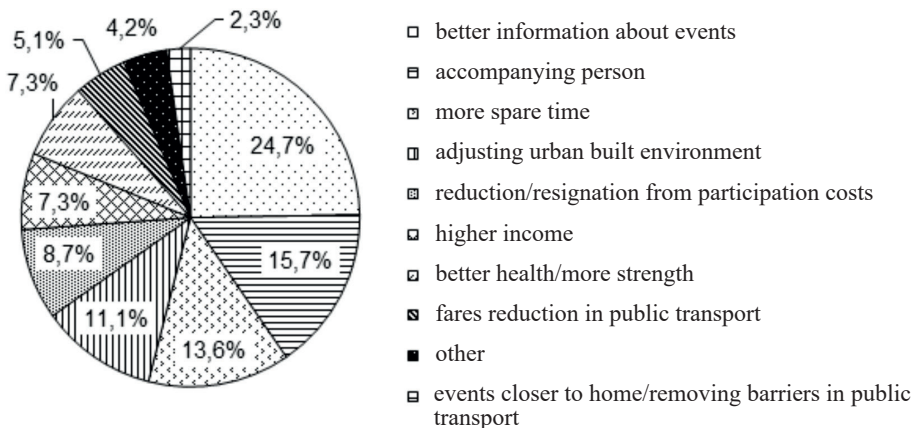 4,2%
2,3%
5,1%
7,3%
24,7%
7,3%
15,7%
8,7%
11,1%
13,6%
better information about events
accompanying person
more spare time
adjusting urban built environment
reduction/resignation from participation costs
higher income
better health/more strength
fares reduction in public transport
other
events closer to home/removing barriers in public
transport